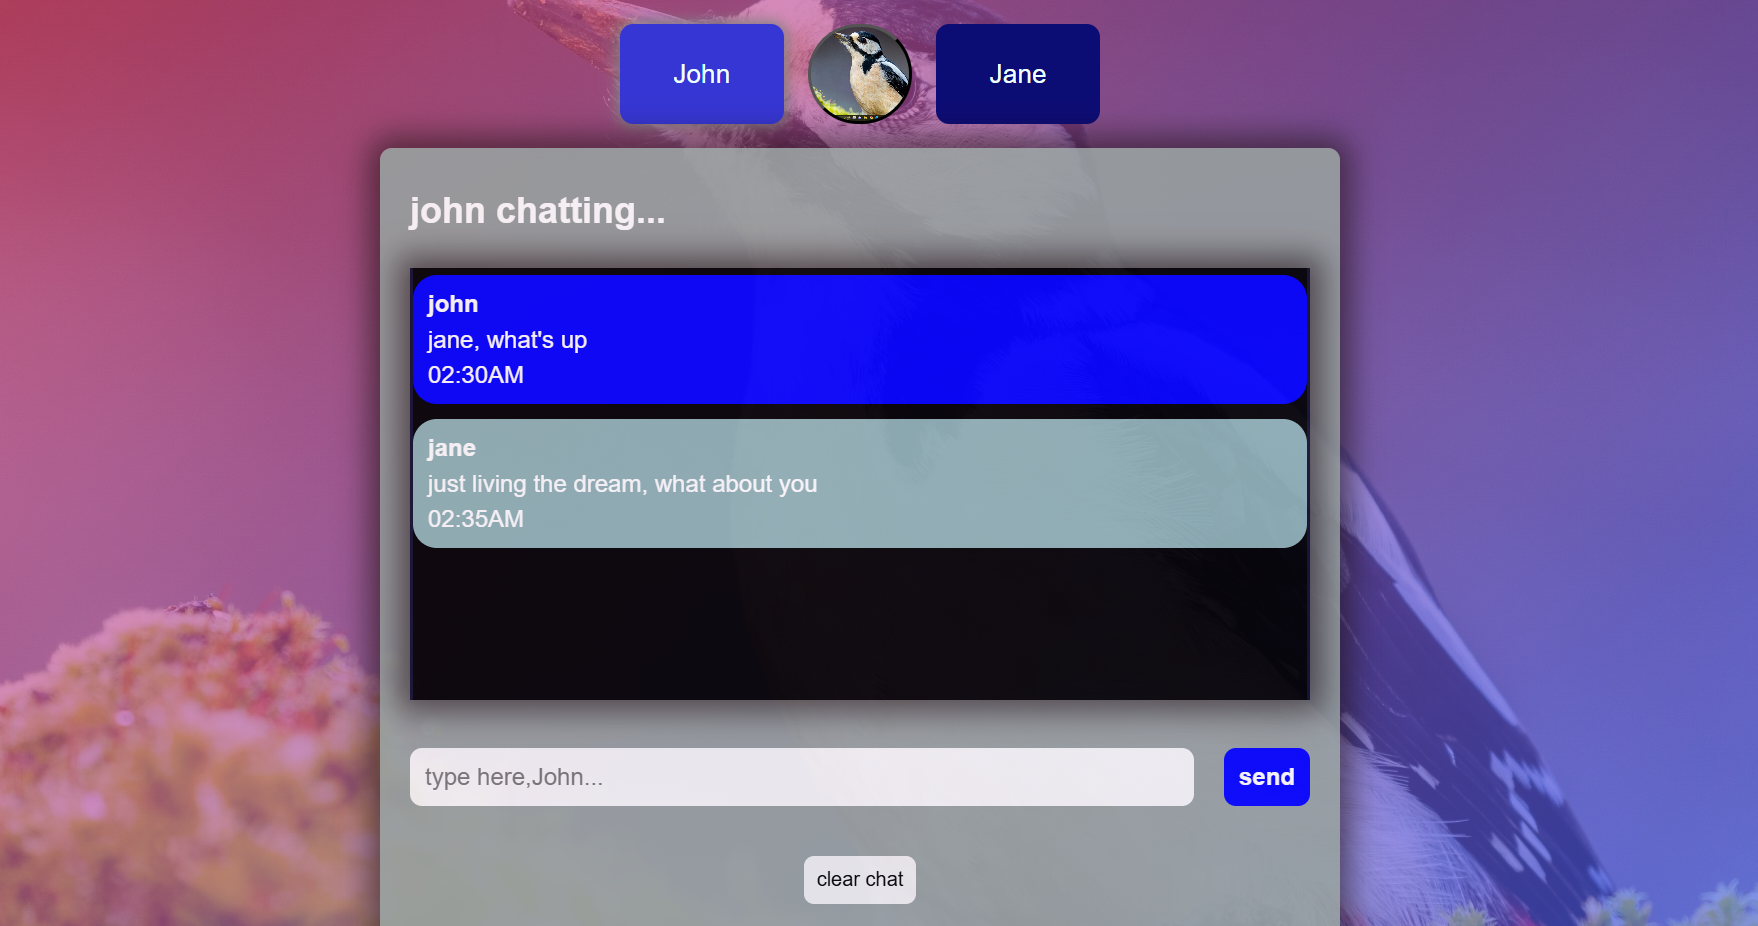 John
Jane
john chatting...
john
jane, what's up
02:30AM
jane
just living the dream, what about you
02:35AM
type here,John...
send
clear chat